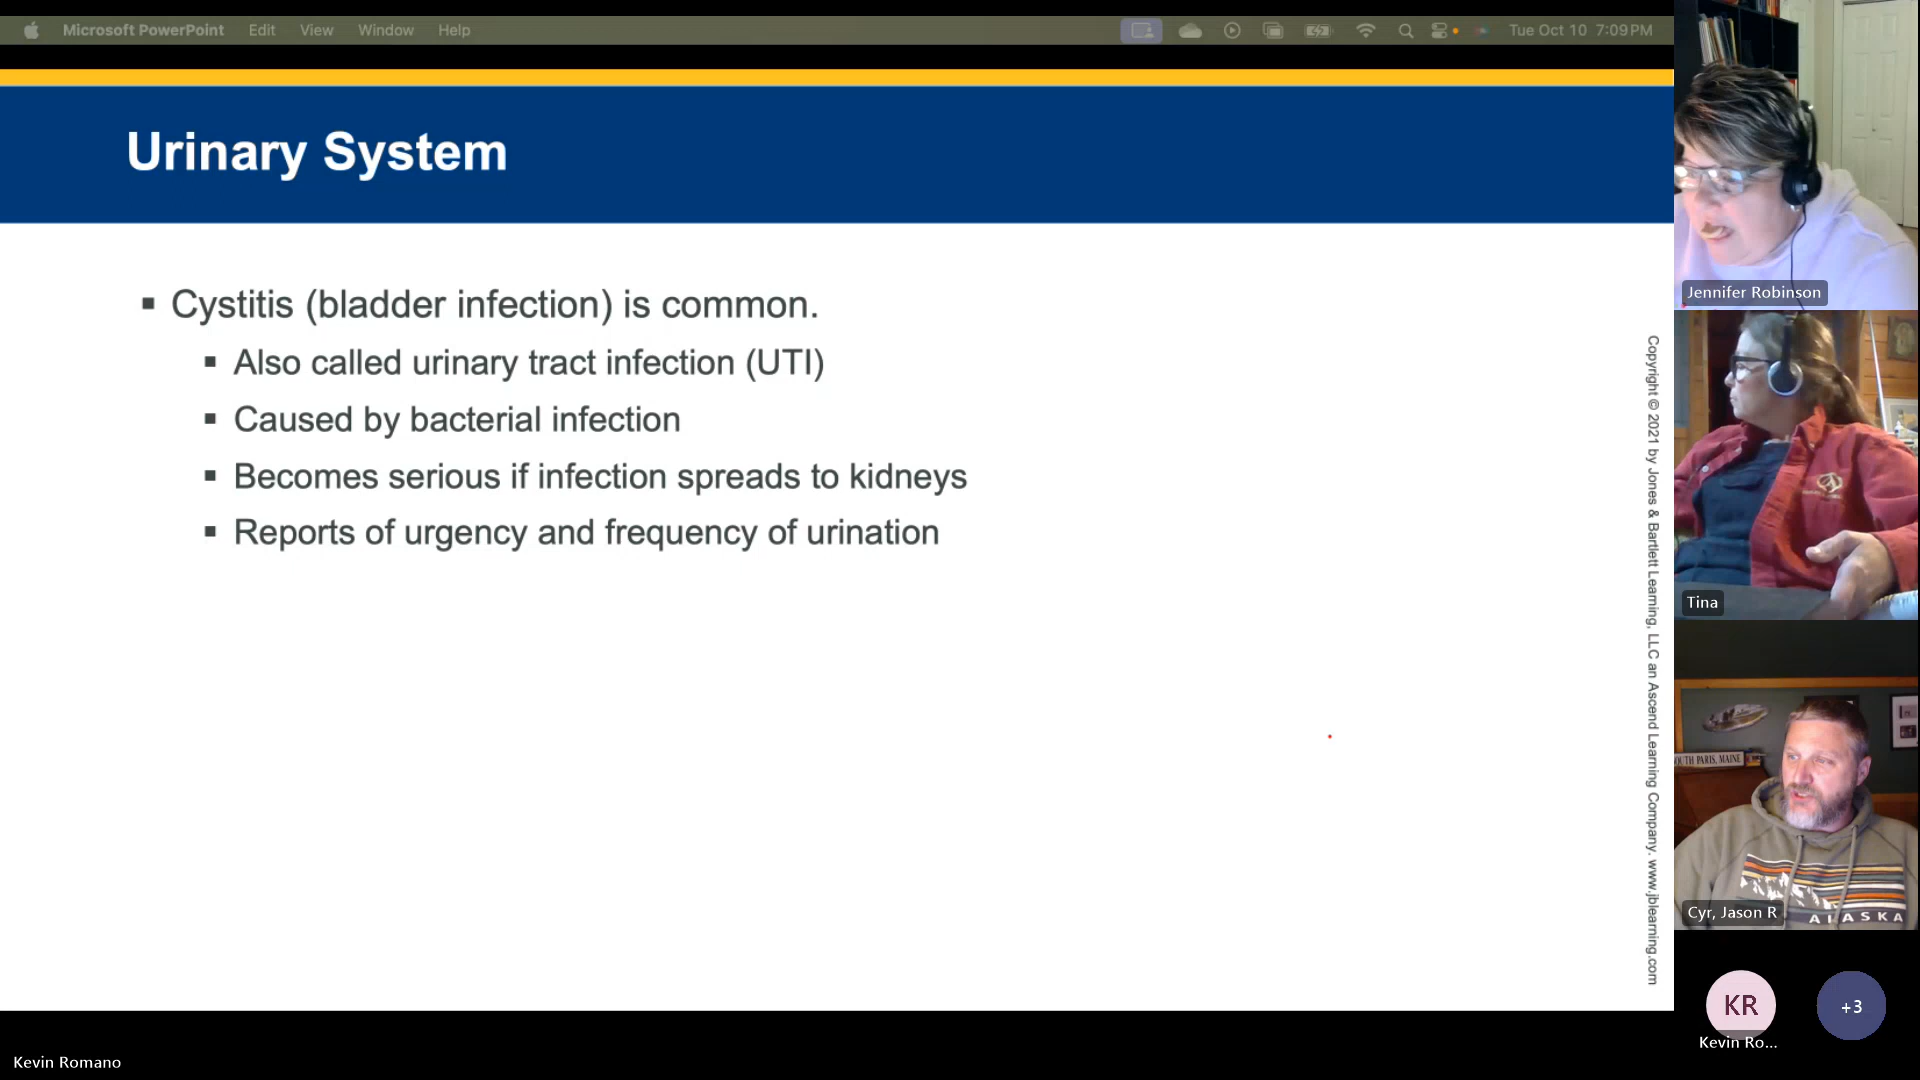 Microsoft PowerPoint Edit View Window Help Tue Oct 10 7:09 PM
Urinary System
▪ Cystitis (bladder infection) is common.
▪ Also called urinary tract infection (UTI)
▪ Caused by bacterial infection
▪ Becomes serious if infection spreads to kidneys
▪ Reports of urgency and frequency of urination
Copyright © 2021 by Jones & Bartlett Learning, LLC an Ascend Learning Company. www.jblearning.com
Jennifer Robinson
Tina
OUTH PARIS, MAINE
ALASKA
Cyr, Jason R
KR
Kevin Ro...
+3
Kevin Romano